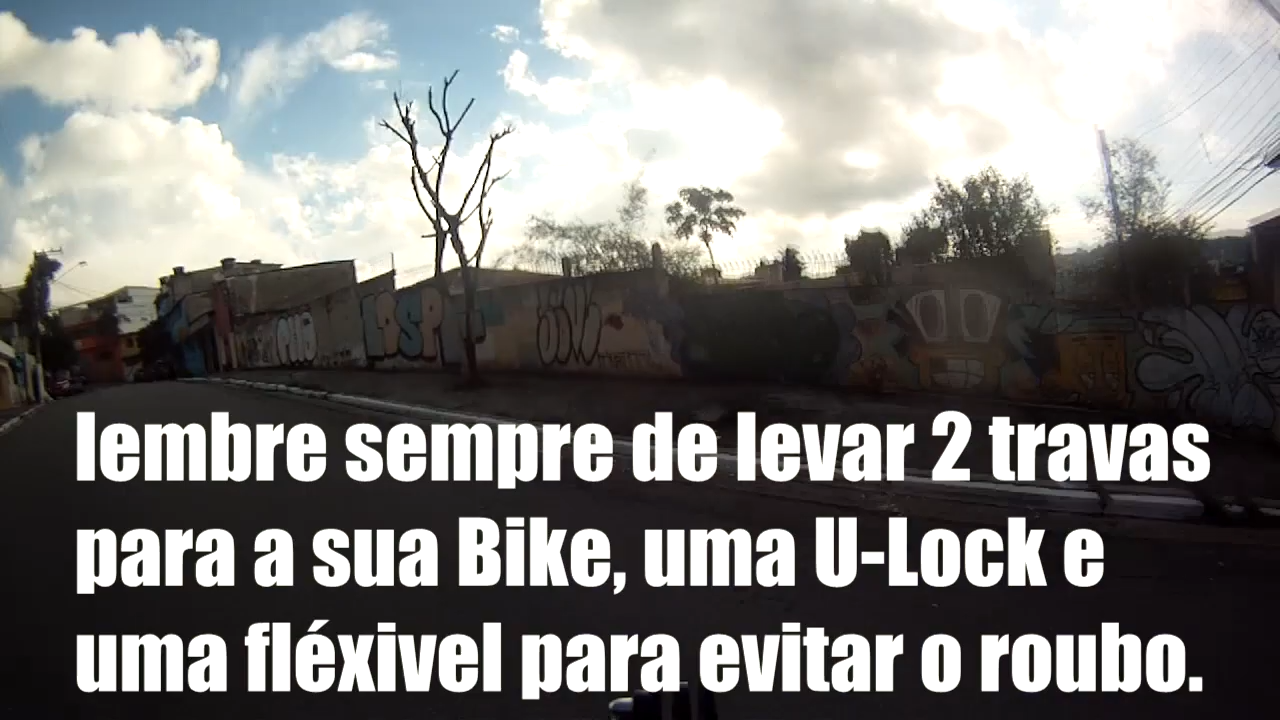 lembre sempre de levar 2 travas
para a sua Bike, uma U-Lock e
uma fléxivel para evitar o roubo.